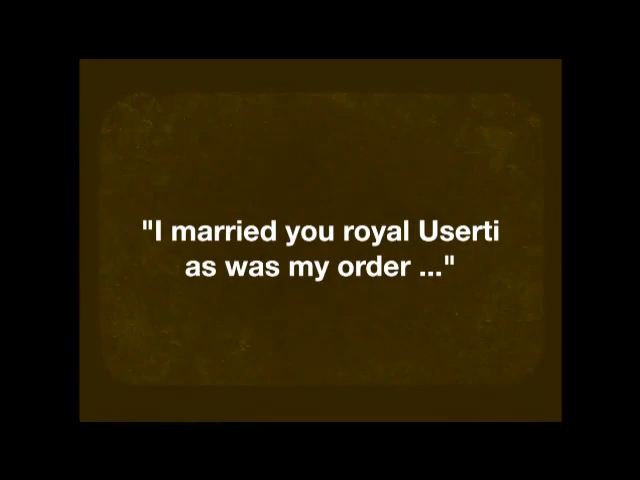 "I married you royal Userti
as was my order ..."